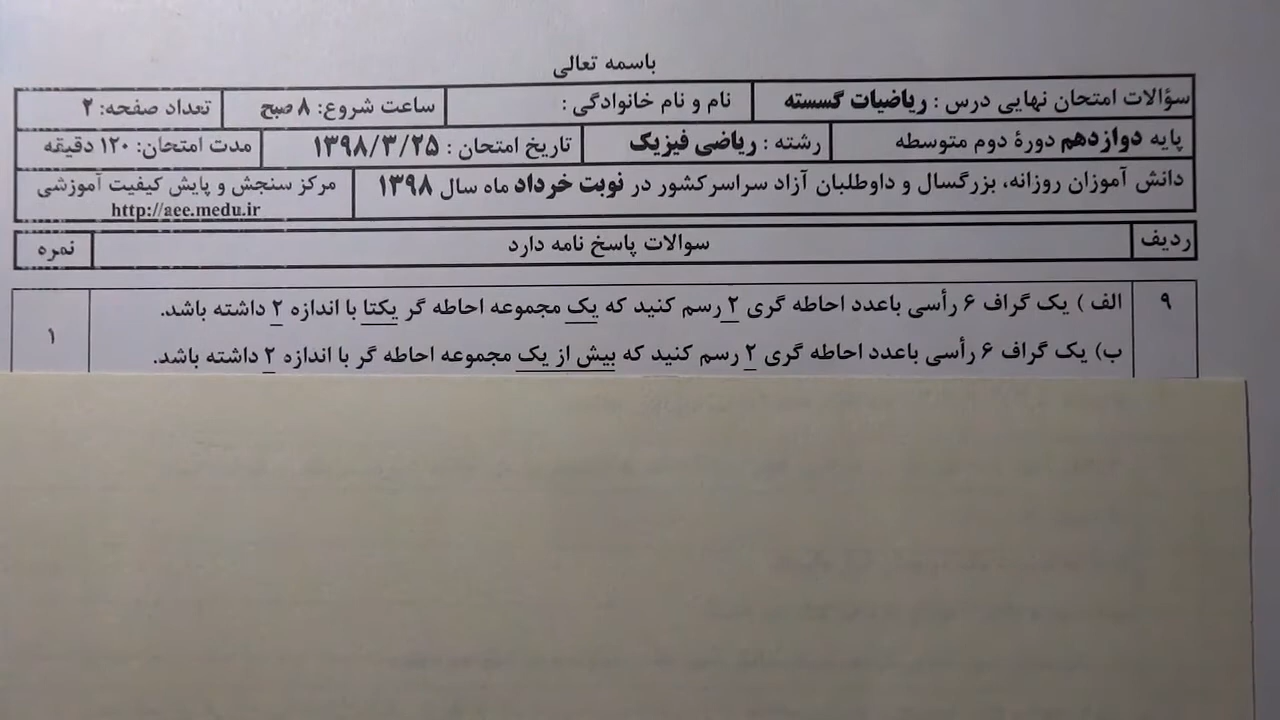 باسمه تعالی
سؤالات امتحان نهایی درس : ریاضیات گسسته نام و نام خانوادگی : ساعت شروع: ۸ صبح تعداد صفحه: ۲
پایه دوازدهم دورهٔ دوم متوسطه رشته : ریاضی فیزیک تاریخ امتحان : ۱۳۹۸/۳/۲۵ مدت امتحان: ۱۲۰ دقیقه
دانش آموزان روزانه، بزرگسال و داوطلبان آزاد سراسرکشور در نوبت خرداد ماه سال ۱۳۹۸ مرکز سنجش و پایش کیفیت آموزشی
http://aee.medu.ir
ردیف سوالات پاسخ نامه دارد نمره
۹ الف ) یک گراف ۶ رأسی باعدد احاطه گری ۲ رسم کنید که یک مجموعه احاطه گر یکتا با اندازه ۲ داشته باشد. ۱
ب) یک گراف ۶ رأسی باعدد احاطه گری ۲ رسم کنید که بیش از یک مجموعه احاطه گر با اندازه ۲ داشته باشد.